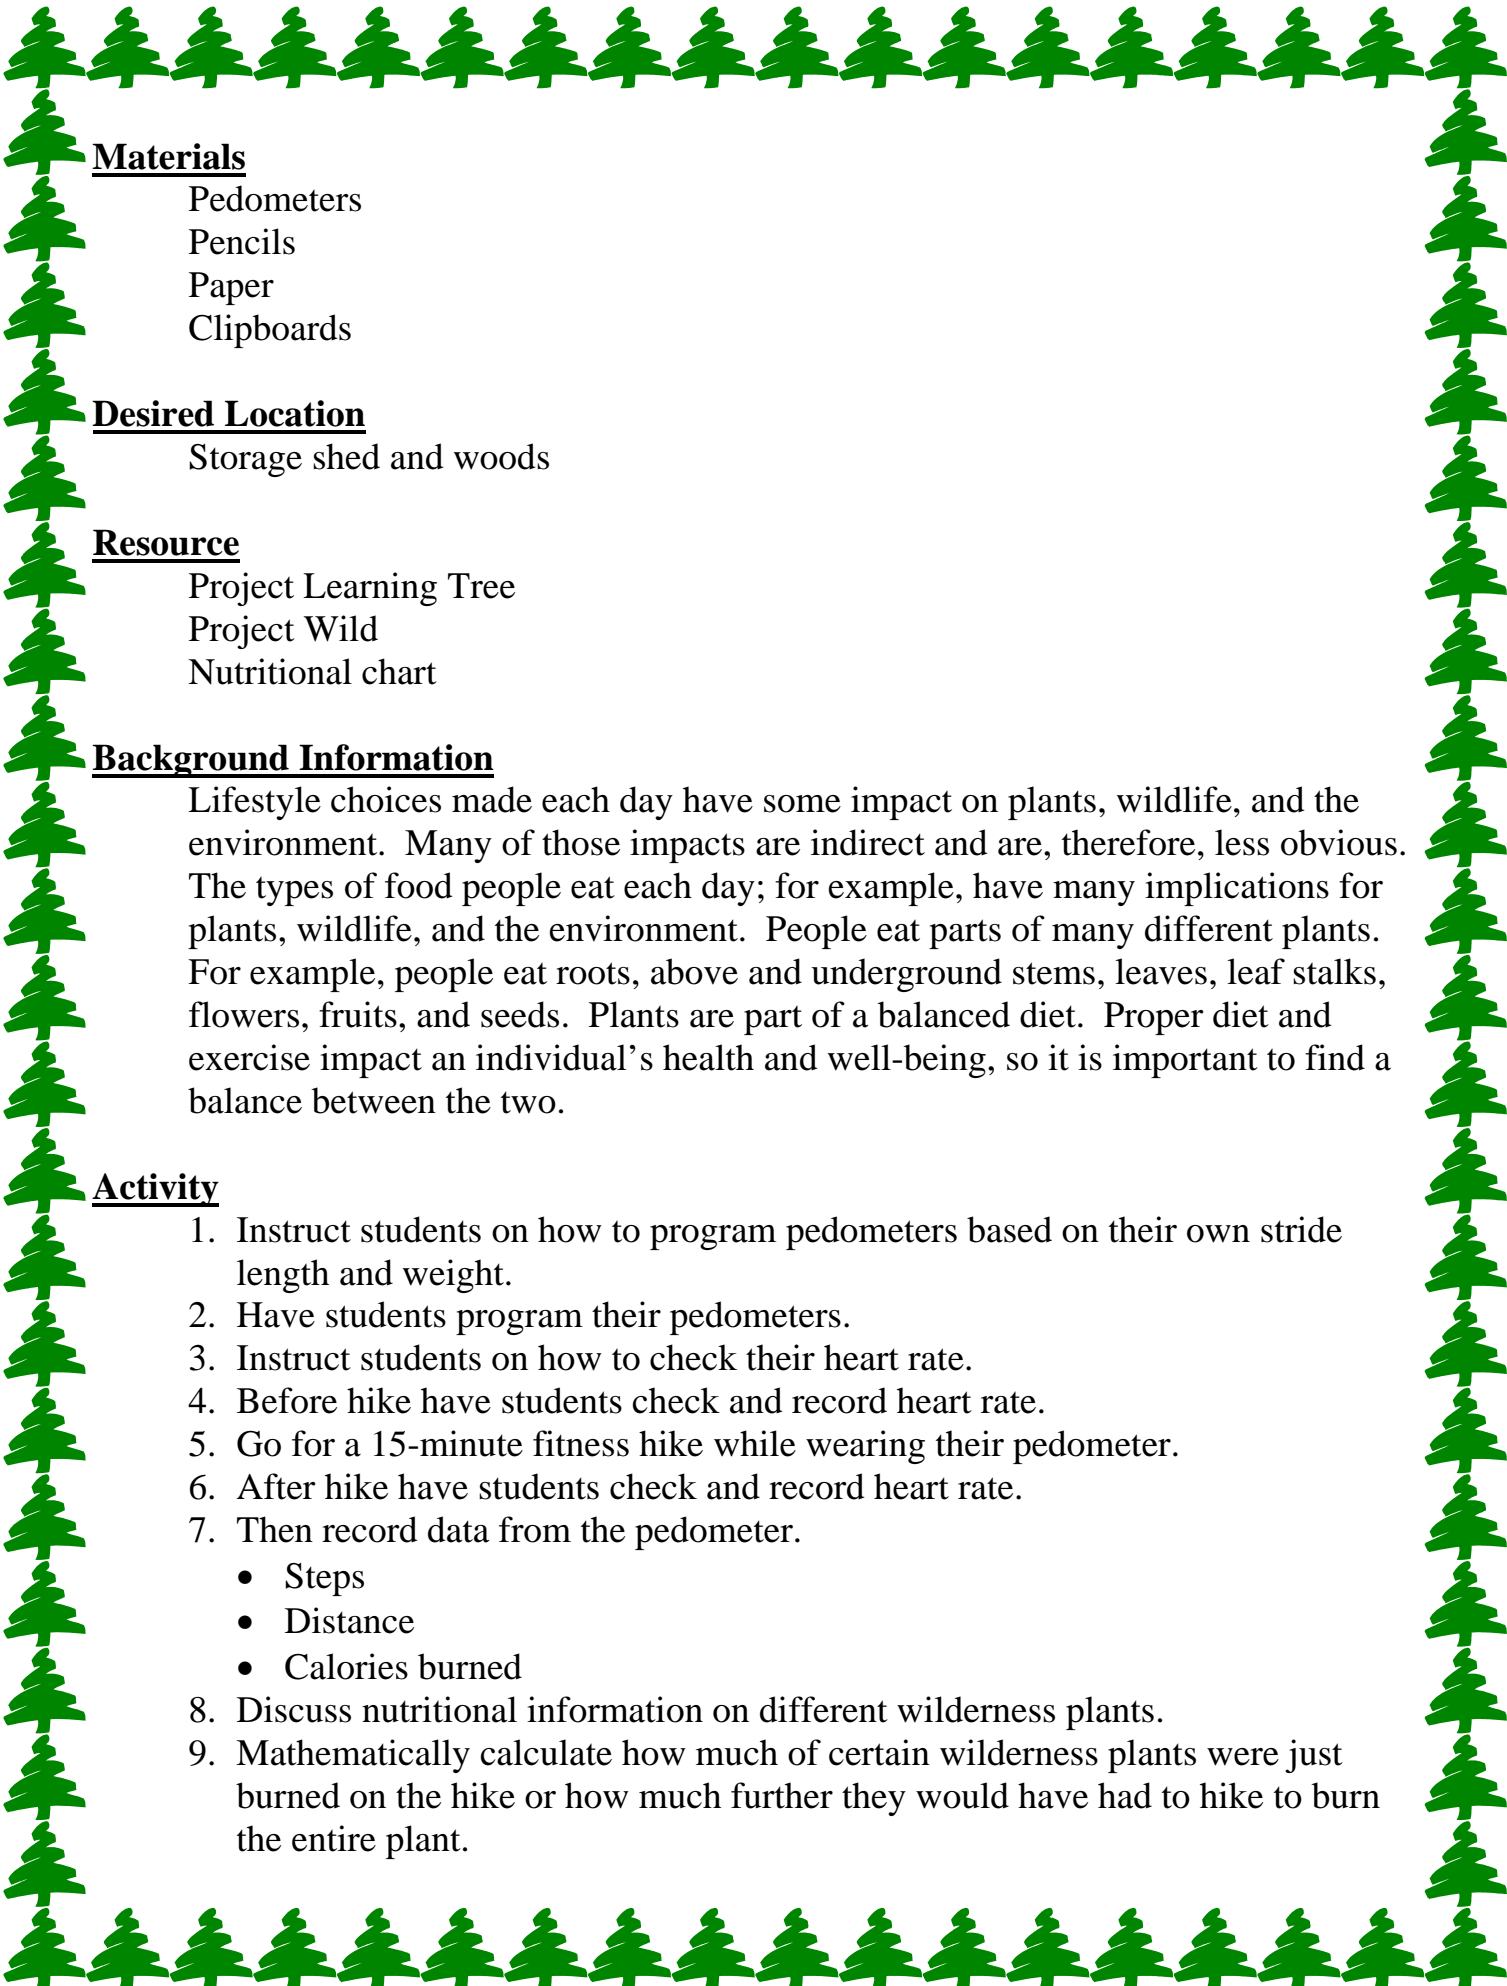 Materials
Pedometers
Pencils
Paper
Clipboards
Desired Location
Storage shed and woods
Resource
Project Learning Tree
Project Wild
Nutritional chart
Background Information
Lifestyle choices made each day have some impact on plants, wildlife, and the
environment.  Many of those impacts are indirect and are, therefore, less obvious.
The types of food people eat each day; for example, have many implications for
plants, wildlife, and the environment.  People eat parts of many different plants.
For example, people eat roots, above and underground stems, leaves, leaf stalks,
flowers, fruits, and seeds.  Plants are part of a balanced diet.  Proper diet and
exercise impact an individual’s health and well-being, so it is important to find a
balance between the two.
Activity
1. Instruct students on how to program pedometers based on their own stride
length and weight.
2. Have students program their pedometers.
3. Instruct students on how to check their heart rate.
4. Before hike have students check and record heart rate.
5. Go for a 15-minute fitness hike while wearing their pedometer.
6. After hike have students check and record heart rate.
7. Then record data from the pedometer.
• Steps
• Distance
• Calories burned
8. Discuss nutritional information on different wilderness plants.
9. Mathematically calculate how much of certain wilderness plants were just
burned on the hike or how much further they would have had to hike to burn
the entire plant.